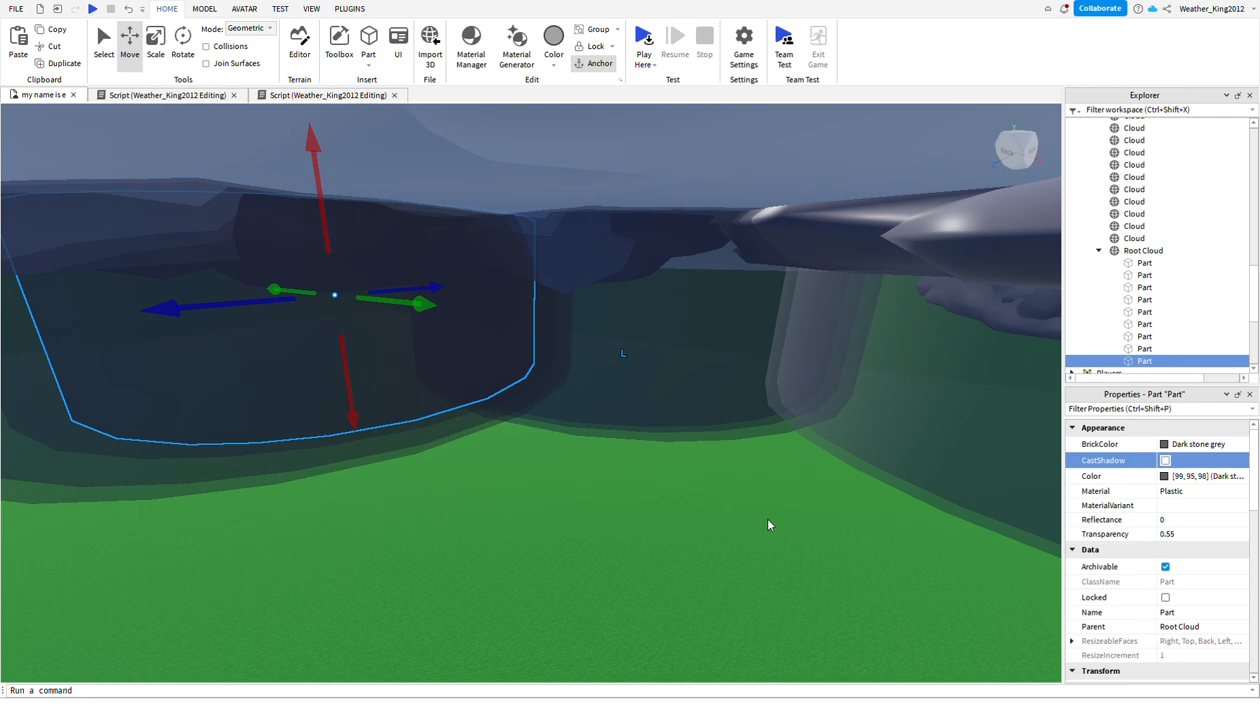 FILE HOME MODEL AVATAR TEST VIEW PLUGINS Collaborate Weather_King2012
Paste Copy Cut Duplicate Clipboard
Select Move Scale Rotate Mode: Geometric Collisions Join Surfaces Tools
Editor Terrain
Toolbox Part UI Insert
Import 3D File
Material Manager Material Generator Color Group Lock Anchor Edit
Play Here Resume Stop Test
Game Settings Settings
Team Test Exit Game Team Test
my name is e Script (Weather_King2012 Editing) Script (Weather_King2012 Editing)
L
Explorer
Filter workspace (Ctrl+Shift+X)
Cloud
Cloud
Cloud
Cloud
Cloud
Cloud
Cloud
Cloud
Cloud
Cloud
Root Cloud
Part
Part
Part
Part
Part
Part
Part
Part
Part
Properties - Part "Part"
Filter Properties (Ctrl+Shift+P)
Appearance
BrickColor Dark stone grey
CastShadow
Color [99, 95, 98] (Dark st...
Material Plastic
MaterialVariant
Reflectance 0
Transparency 0.55
Data
Archivable
ClassName Part
Locked
Name Part
Parent Root Cloud
ResizeableFaces Right, Top, Back, Left, ...
ResizeIncrement 1
Transform
Run a command